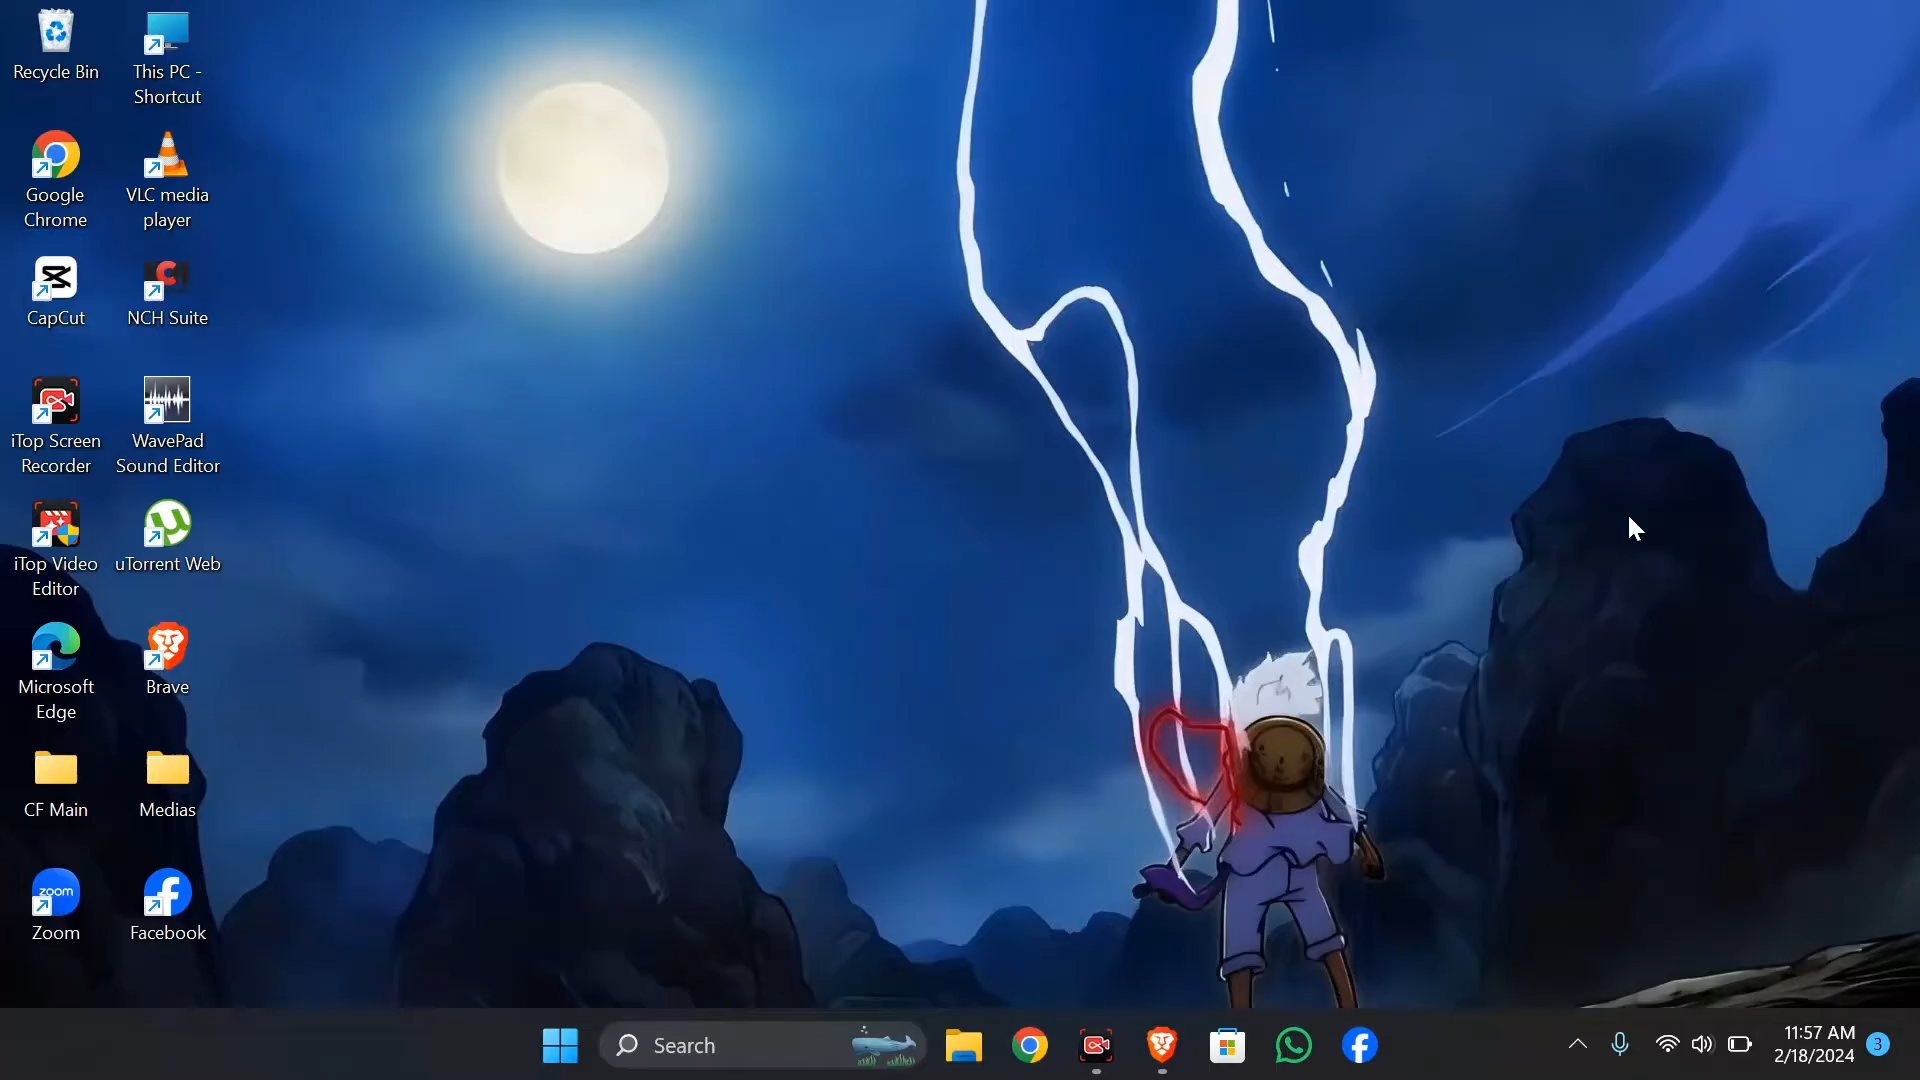 Recycle Bin
This PC -
Shortcut
Google
Chrome
VLC media
player
CapCut
NCH Suite
iTop Screen
Recorder
WavePad
Sound Editor
iTop Video
Editor
uTorrent Web
Microsoft
Edge
Brave
CF Main
Medias
zoom
Zoom
Facebook
Search
11:57 AM
2/18/2024
3